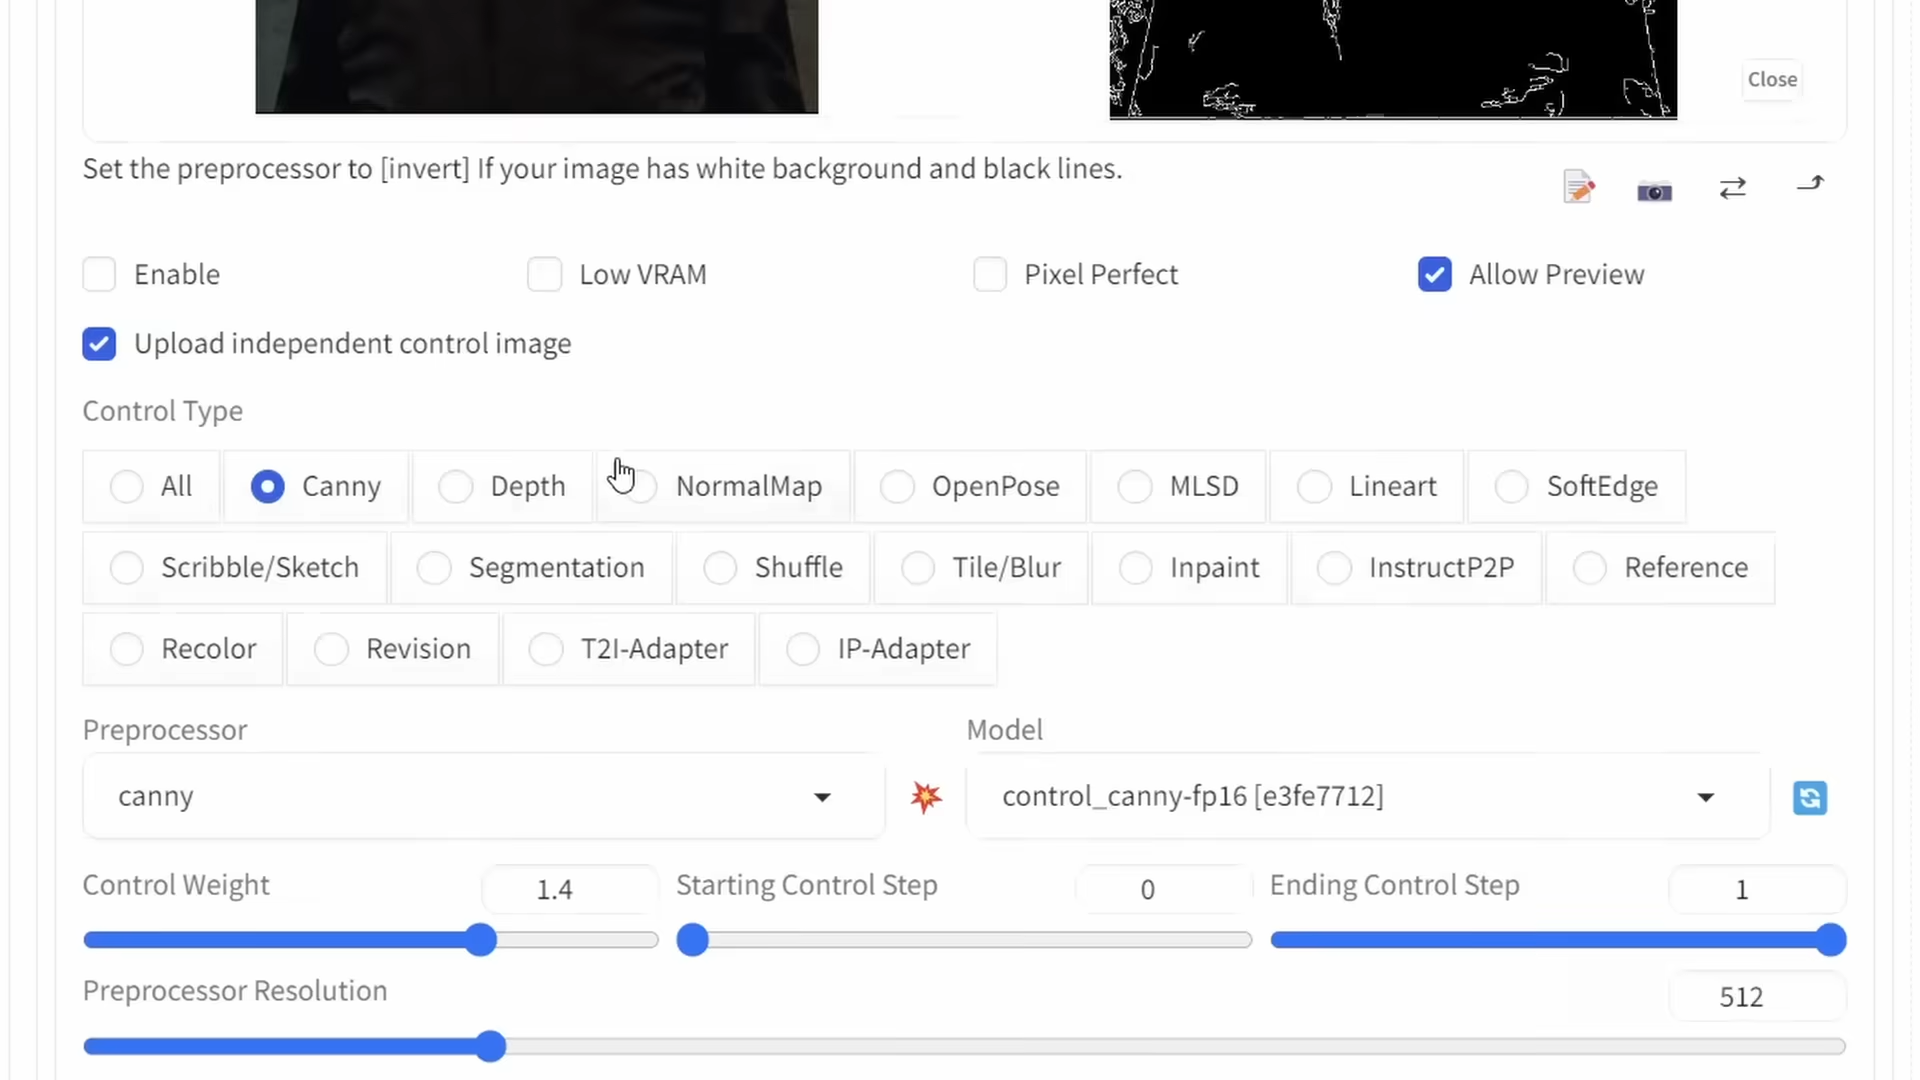 Close
Set the preprocessor to [invert] If your image has white background and black lines.
Enable
Low VRAM
Pixel Perfect
Allow Preview
Upload independent control image
Control Type
All
Canny
Depth
NormalMap
OpenPose
MLSD
Lineart
SoftEdge
Scribble/Sketch
Segmentation
Shuffle
Tile/Blur
Inpaint
InstructP2P
Reference
Recolor
Revision
T2I-Adapter
IP-Adapter
Preprocessor
Model
canny
control_canny-fp16 [e3fe7712]
Control Weight
1.4
Starting Control Step
0
Ending Control Step
1
Preprocessor Resolution
512